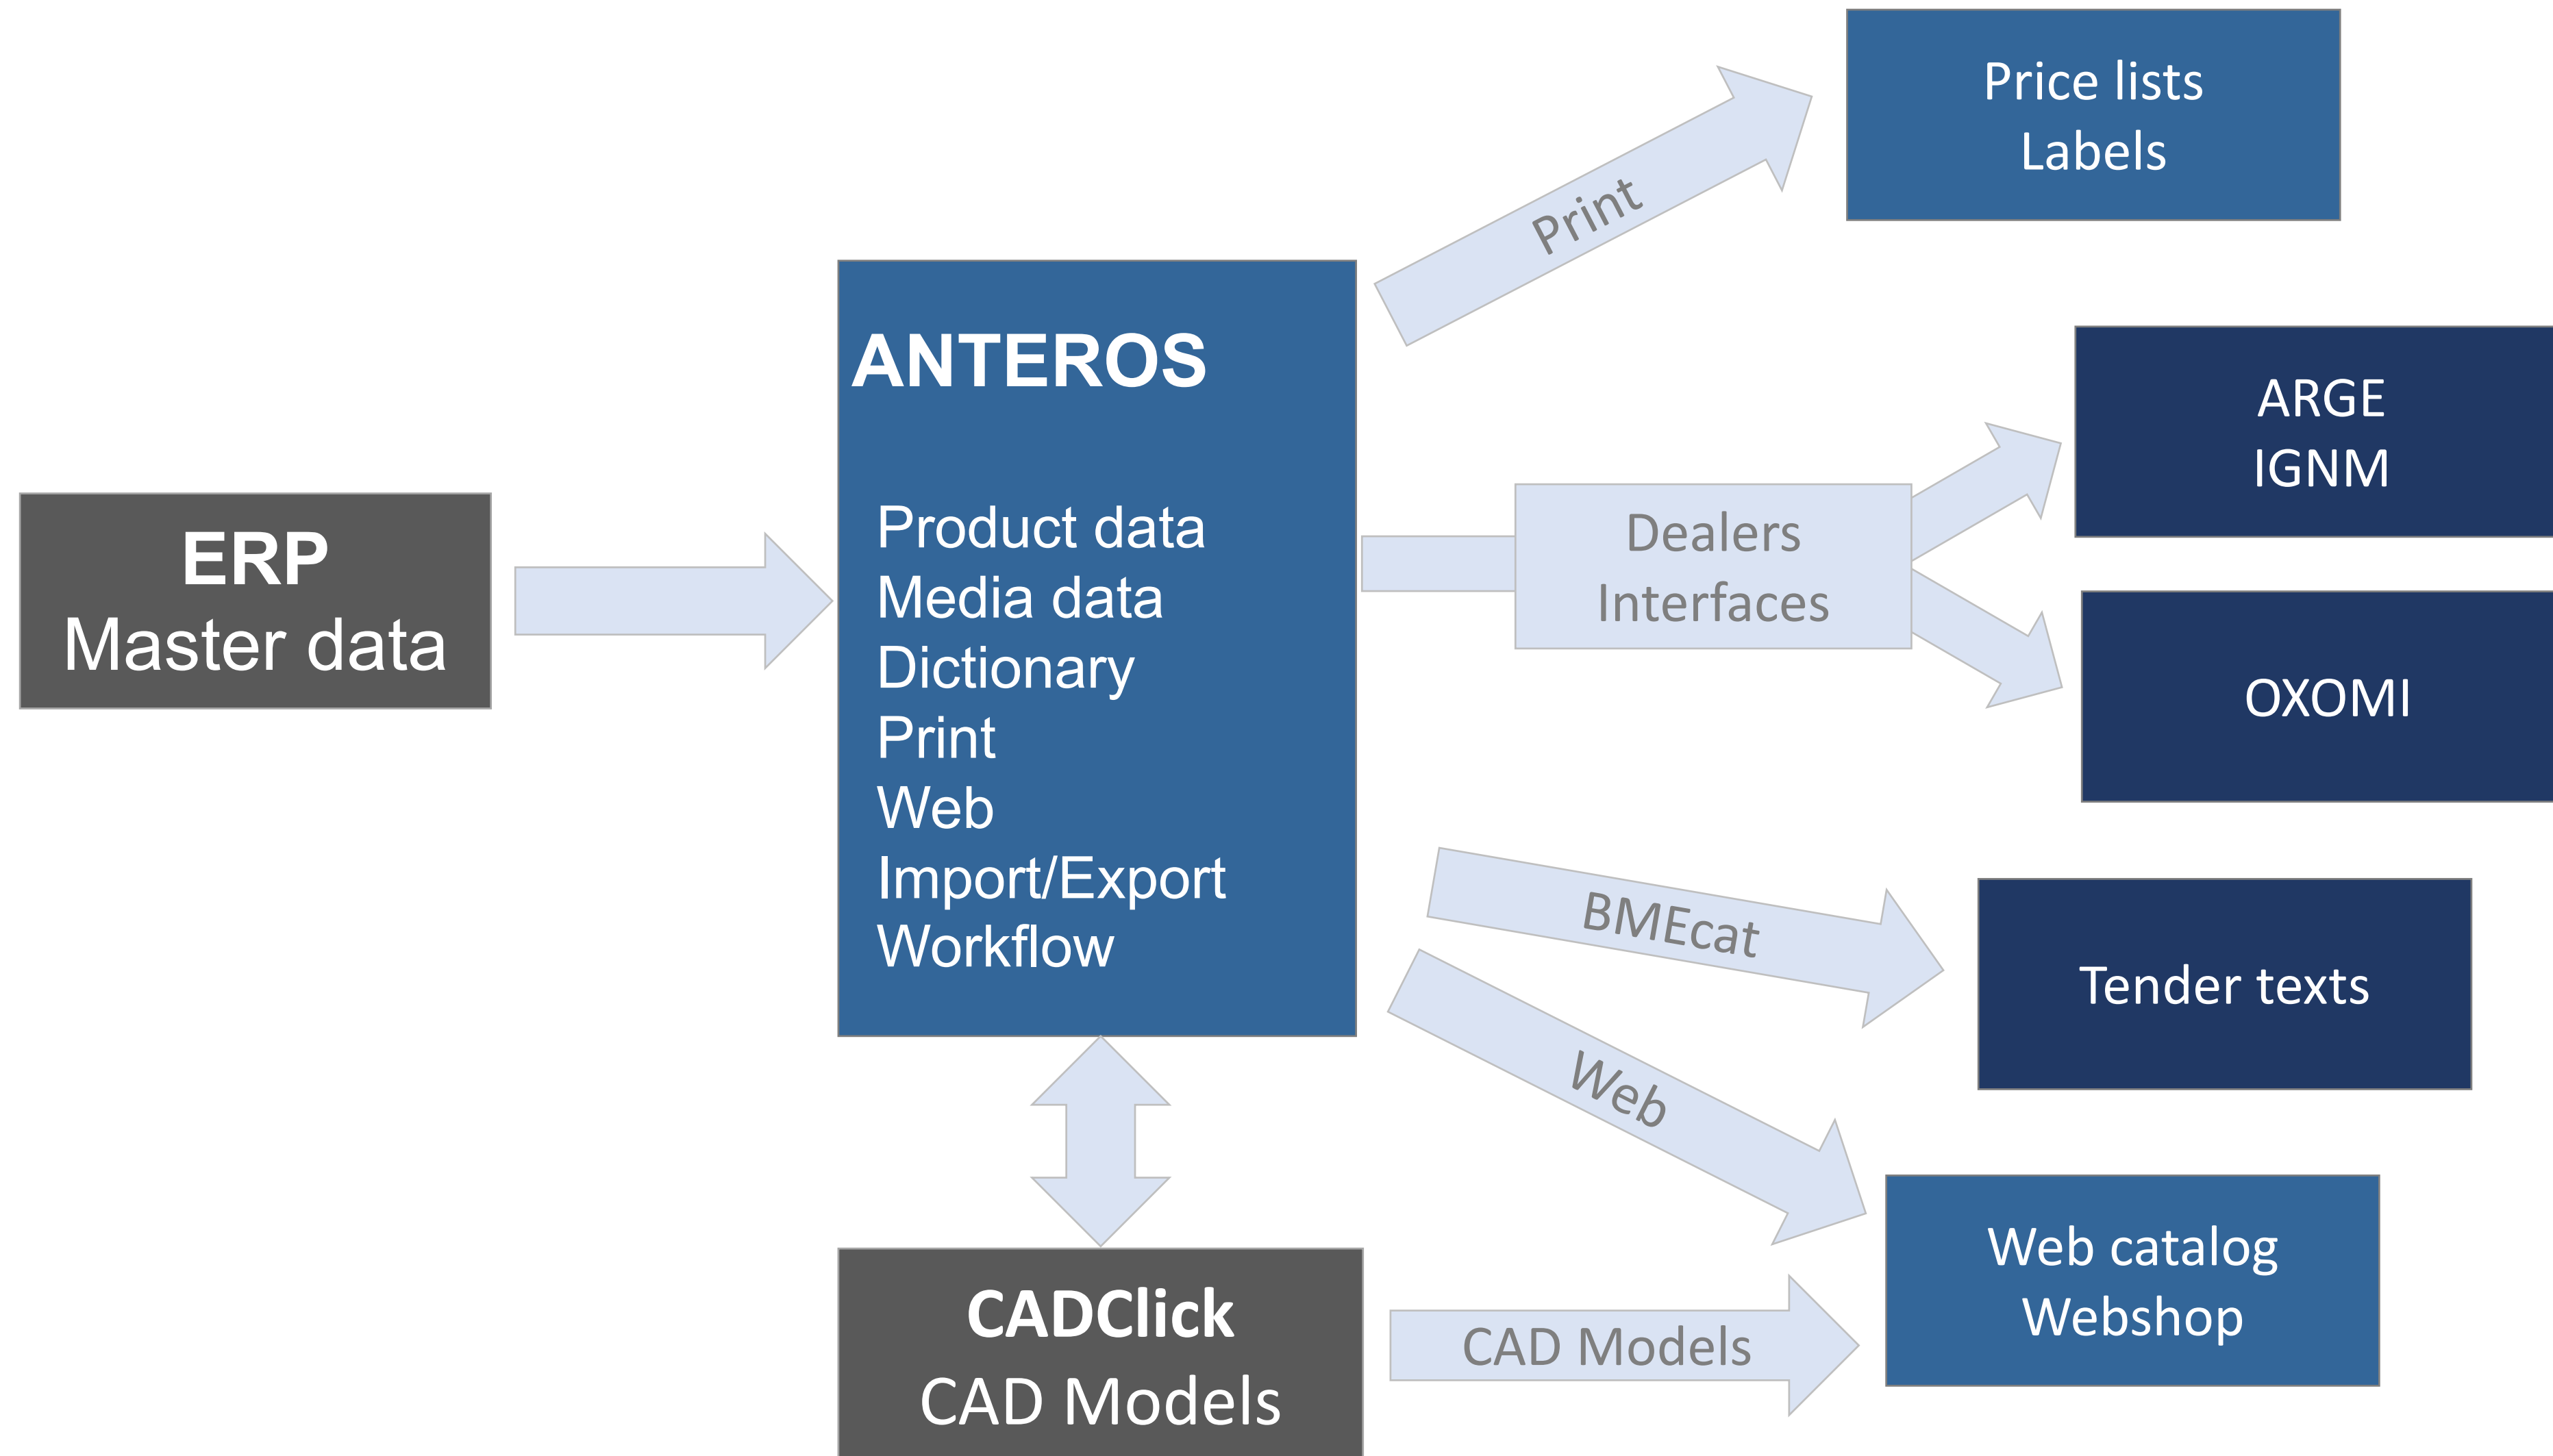 Price lists
Labels
Print
ANTEROS
Product data
Media data
Dictionary
Print
Web
Import/Export
Workflow
ERP
Master data
Dealers
Interfaces
ARGE
IGNM
OXOMI
BMEcat
Tender texts
Web
Web catalog
Webshop
CADClick
CAD Models
CAD Models